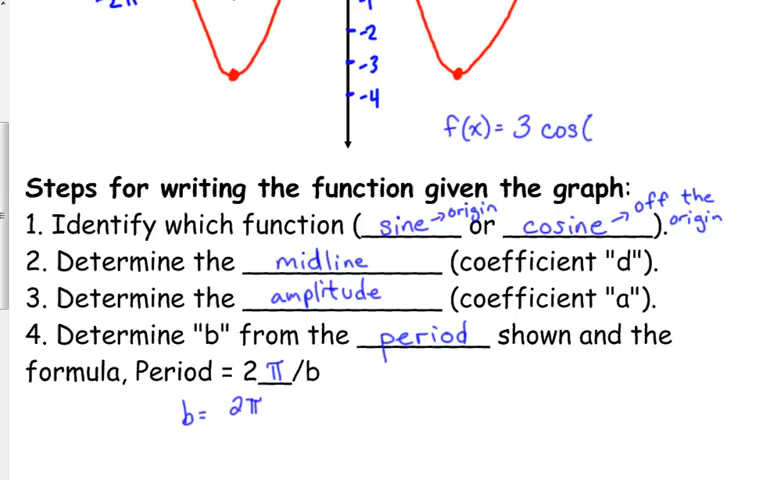 -2π
-1
-2
-3
-4
f(x) = 3 cos(
Steps for writing the function given the graph:
1. Identify which function (sine → origin or cosine → off the origin).
2. Determine the midline (coefficient "d").
3. Determine the amplitude (coefficient "a").
4. Determine "b" from the period shown and the
formula, Period = 2π/b
b = 2π